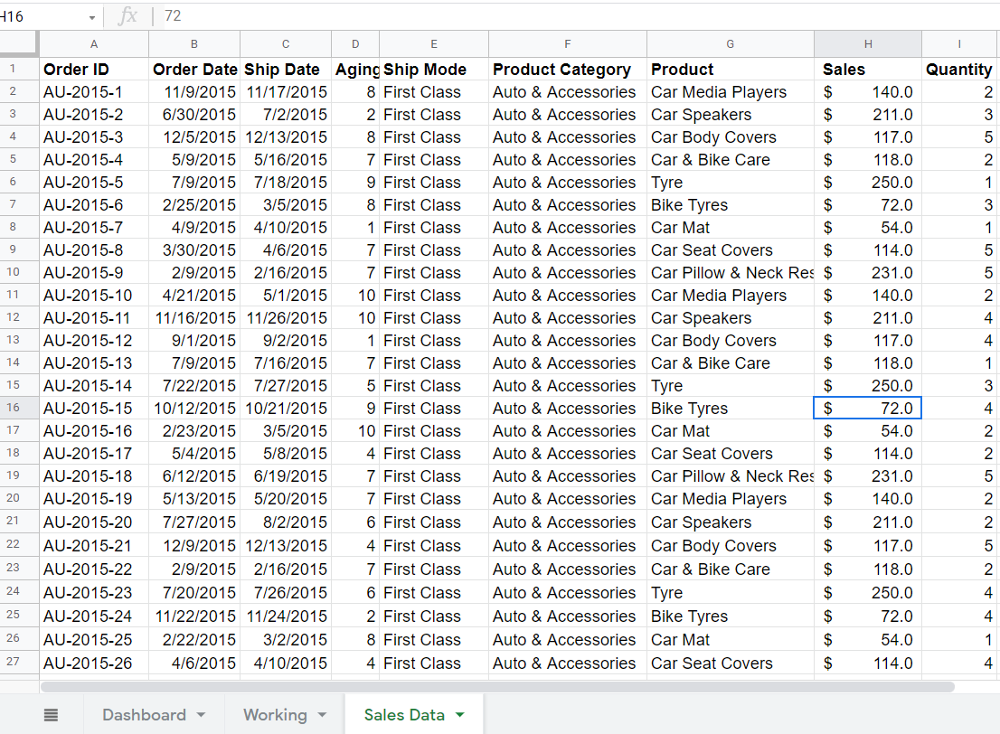 H16 fx 72
A B C D E F G H I
1 Order ID Order Date Ship Date Aging Ship Mode Product Category Product Sales Quantity
2 AU-2015-1 11/9/2015 11/17/2015 8 First Class Auto & Accessories Car Media Players $ 140.0 2
3 AU-2015-2 6/30/2015 7/2/2015 2 First Class Auto & Accessories Car Speakers $ 211.0 3
4 AU-2015-3 12/5/2015 12/13/2015 8 First Class Auto & Accessories Car Body Covers $ 117.0 5
5 AU-2015-4 5/9/2015 5/16/2015 7 First Class Auto & Accessories Car & Bike Care $ 118.0 2
6 AU-2015-5 7/9/2015 7/18/2015 9 First Class Auto & Accessories Tyre $ 250.0 1
7 AU-2015-6 2/25/2015 3/5/2015 8 First Class Auto & Accessories Bike Tyres $ 72.0 3
8 AU-2015-7 4/9/2015 4/10/2015 1 First Class Auto & Accessories Car Mat $ 54.0 1
9 AU-2015-8 3/30/2015 4/6/2015 7 First Class Auto & Accessories Car Seat Covers $ 114.0 5
10 AU-2015-9 2/9/2015 2/16/2015 7 First Class Auto & Accessories Car Pillow & Neck Res $ 231.0 5
11 AU-2015-10 4/21/2015 5/1/2015 10 First Class Auto & Accessories Car Media Players $ 140.0 2
12 AU-2015-11 11/16/2015 11/26/2015 10 First Class Auto & Accessories Car Speakers $ 211.0 4
13 AU-2015-12 9/1/2015 9/2/2015 1 First Class Auto & Accessories Car Body Covers $ 117.0 4
14 AU-2015-13 7/9/2015 7/16/2015 7 First Class Auto & Accessories Car & Bike Care $ 118.0 1
15 AU-2015-14 7/22/2015 7/27/2015 5 First Class Auto & Accessories Tyre $ 250.0 3
16 AU-2015-15 10/12/2015 10/21/2015 9 First Class Auto & Accessories Bike Tyres $ 72.0 4
17 AU-2015-16 2/23/2015 3/5/2015 10 First Class Auto & Accessories Car Mat $ 54.0 2
18 AU-2015-17 5/4/2015 5/8/2015 4 First Class Auto & Accessories Car Seat Covers $ 114.0 2
19 AU-2015-18 6/12/2015 6/19/2015 7 First Class Auto & Accessories Car Pillow & Neck Res $ 231.0 5
20 AU-2015-19 5/13/2015 5/20/2015 7 First Class Auto & Accessories Car Media Players $ 140.0 2
21 AU-2015-20 7/27/2015 8/2/2015 6 First Class Auto & Accessories Car Speakers $ 211.0 2
22 AU-2015-21 12/9/2015 12/13/2015 4 First Class Auto & Accessories Car Body Covers $ 117.0 5
23 AU-2015-22 2/9/2015 2/16/2015 7 First Class Auto & Accessories Car & Bike Care $ 118.0 2
24 AU-2015-23 7/20/2015 7/26/2015 6 First Class Auto & Accessories Tyre $ 250.0 4
25 AU-2015-24 11/22/2015 11/24/2015 2 First Class Auto & Accessories Bike Tyres $ 72.0 4
26 AU-2015-25 2/22/2015 3/2/2015 8 First Class Auto & Accessories Car Mat $ 54.0 1
27 AU-2015-26 4/6/2015 4/10/2015 4 First Class Auto & Accessories Car Seat Covers $ 114.0 4
Dashboard Working Sales Data